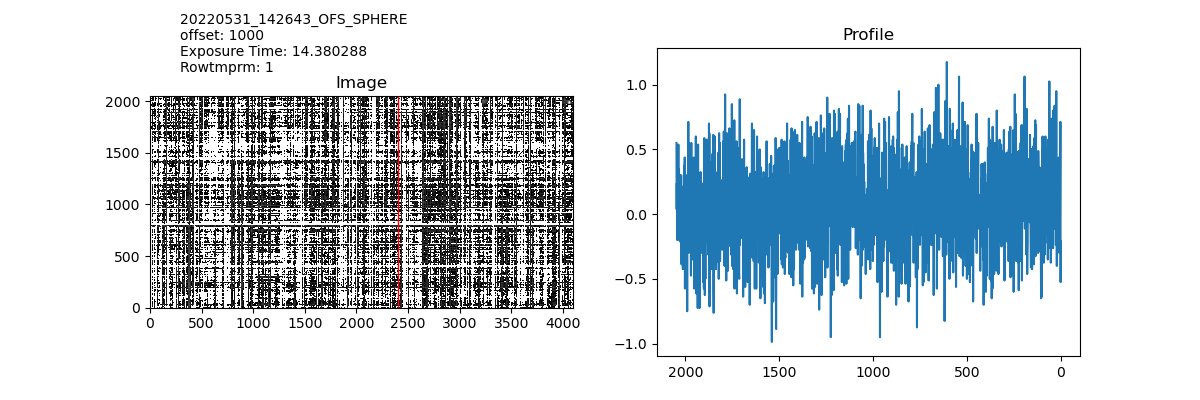 20220531_142643_OFS_SPHERE
offset: 1000
Exposure Time: 14.380288
Rowtmprm: 1
Image
2000
1500
1000
500
0
0 500 1000 1500 2000 2500 3000 3500 4000
Profile
1.0
0.5
0.0
−0.5
−1.0
2000 1500 1000 500 0